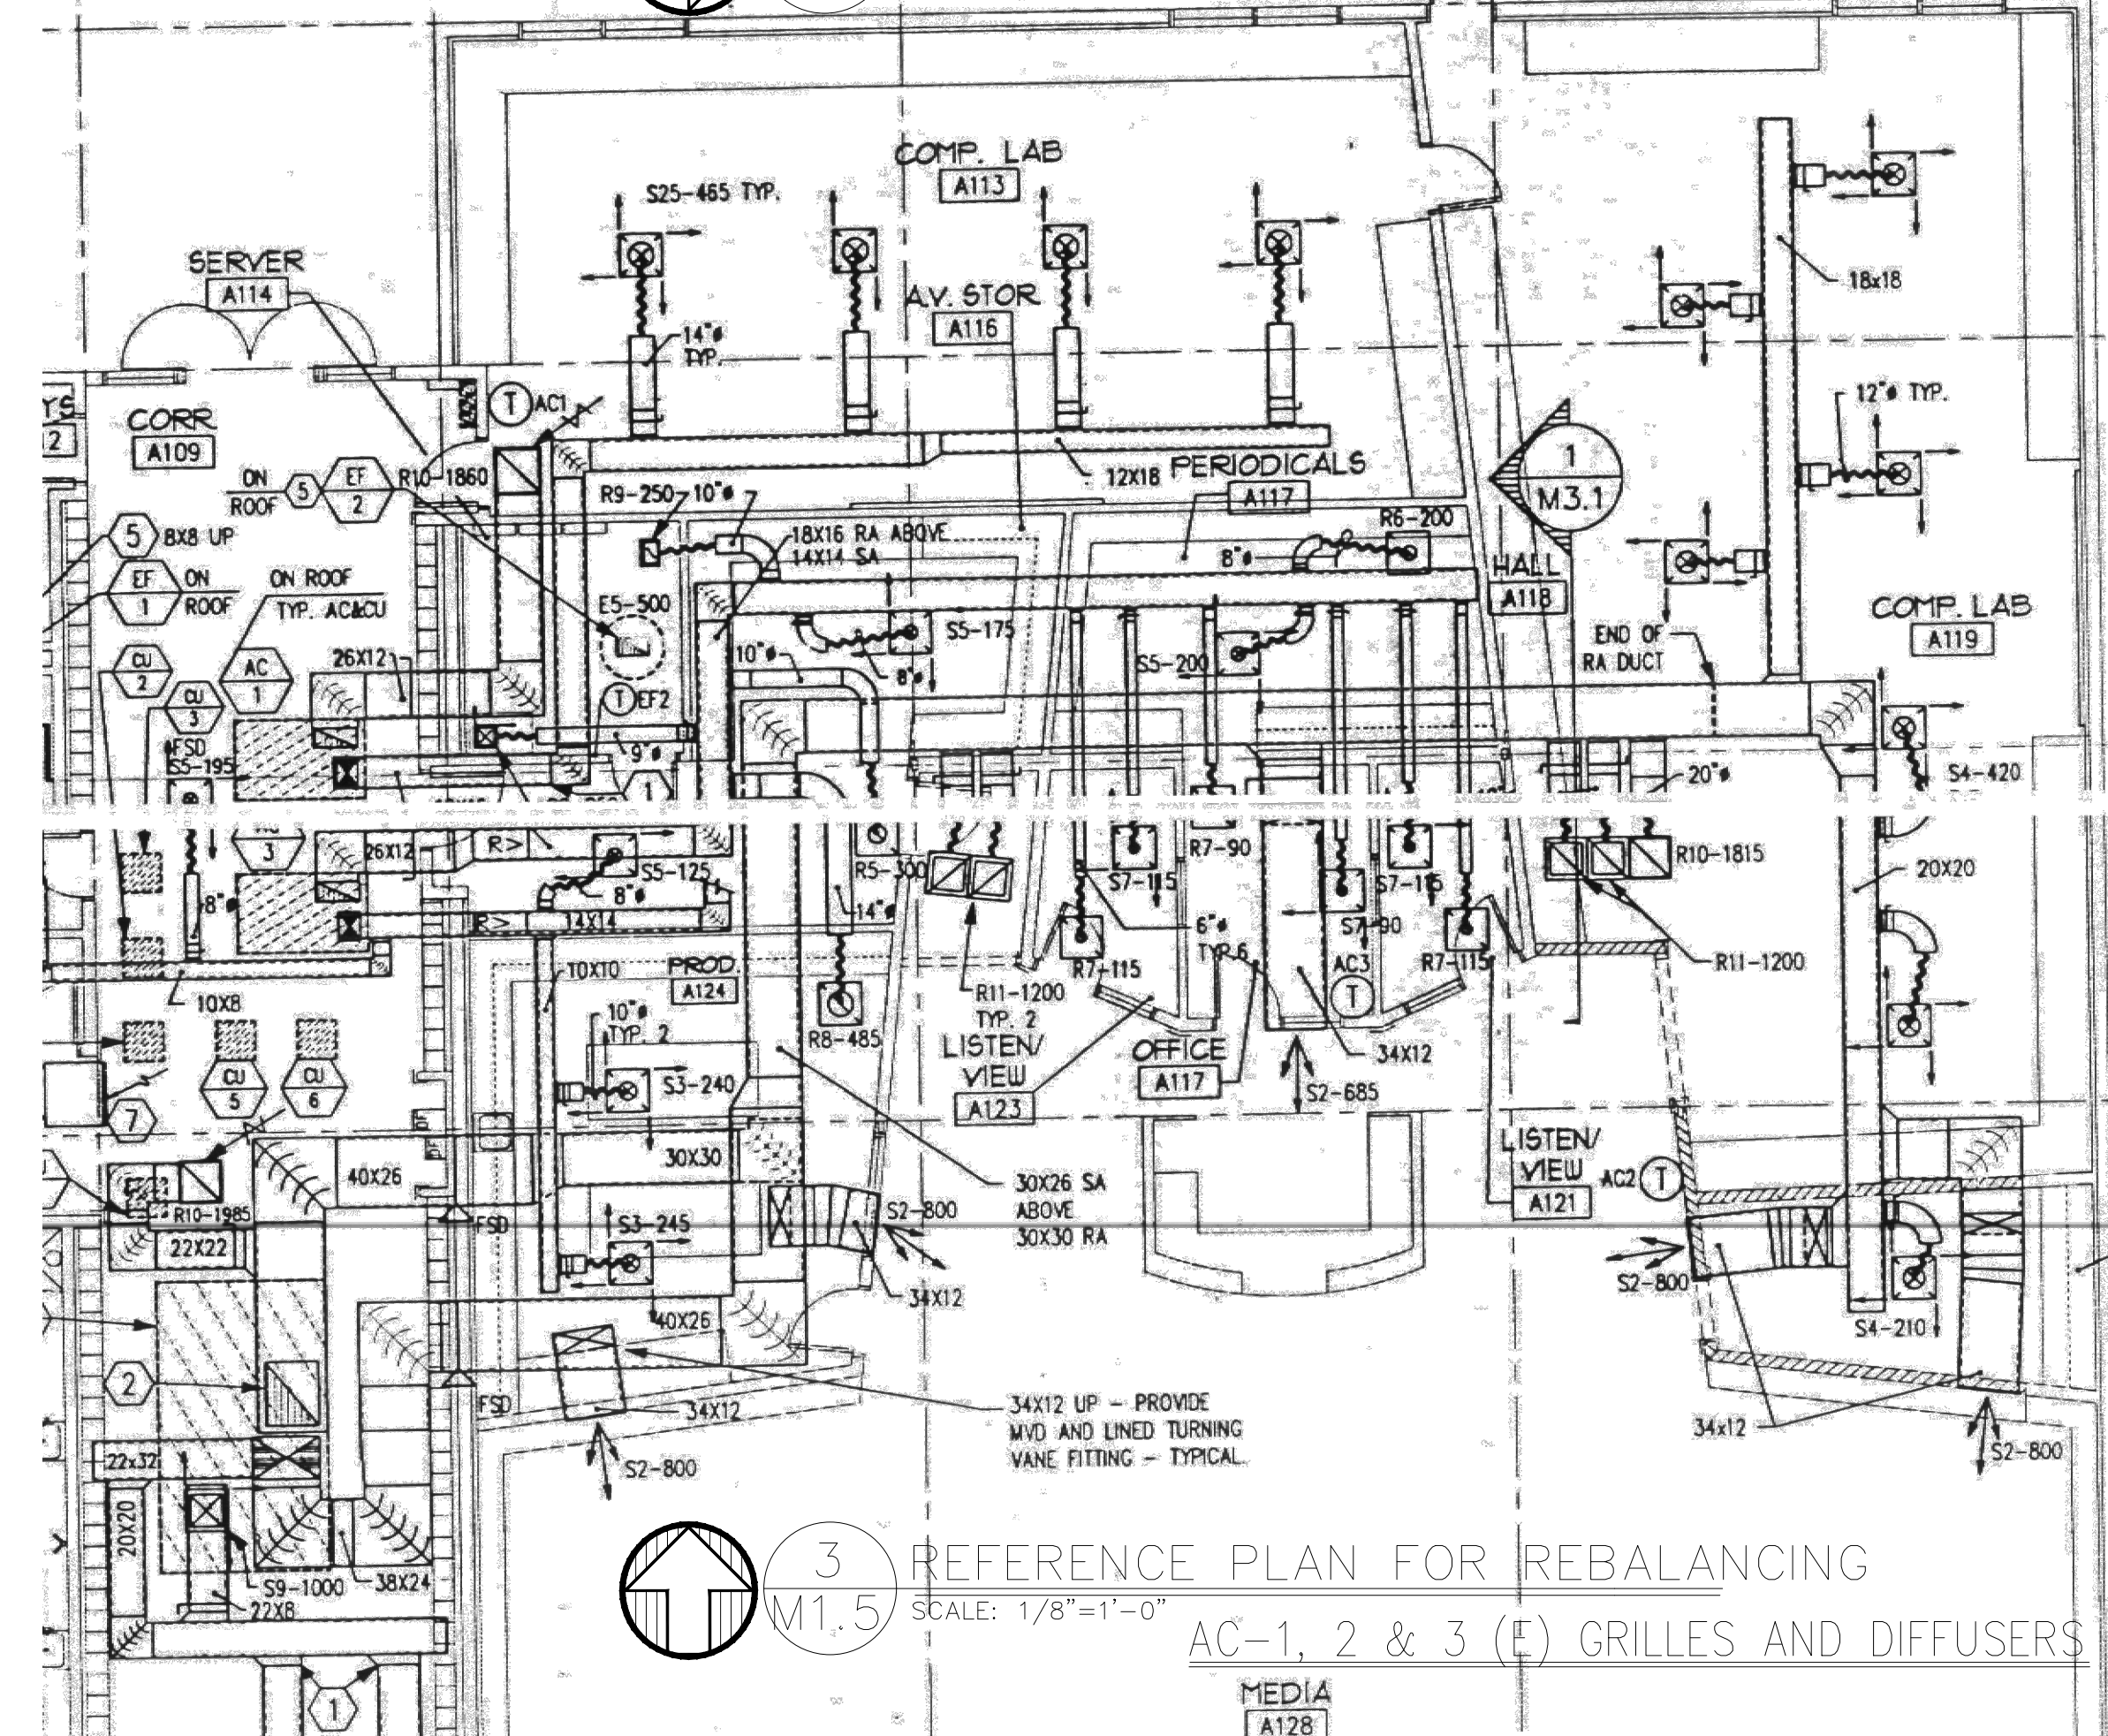 COMP. LAB
A113
S25-465 TYP.
SERVER
A114
A.V. STOR
A116
18x18
14"ø
TYP.
12"ø TYP.
T
AC1
CORR
A109
12X18
PERIODICALS
A117
1
M3.1
ON
ROOF
5
EF
2
R10-1860
R9-250
10"ø
R6-200
5
8X8 UP
18X16 RA ABOVE
14X14 SA
8"ø
HALL
A118
EF
1
ON
ROOF
ON ROOF
TYP. AC&CU
E5-500
S5-175
COMP. LAB
A119
END OF
RA DUCT
CU
2
AC
1
26X12
10"ø
8"ø
S5-200
CU
3
T
EF2
FSD
S5-195
9"ø
20"ø
S4-420
3
26X12
R>
S5-125
8"ø
R5-300
R7-90
S7-115
S7-115
R10-1815
20X20
8"ø
R>
14X14
14"ø
6"ø
TYP.6
S7-90
AC3
T
R7-115
R7-115
R11-1200
10X8
10X10
PROD.
A124
R11-1200
TYP. 2
10"ø
TYP. 2
R8-485
LISTEN/
VIEW
A123
OFFICE
A117
34X12
CU
5
CU
6
S3-240
S2-685
7
40X26
30X30
30X26 SA
ABOVE
30X30 RA
LISTEN/
VIEW
A121
AC2
T
R10-1985
FSD
S3-245
S2-800
22X22
34X12
S2-800
40X26
S4-210
2
FSD
34X12
34X12 UP - PROVIDE
MVD AND LINED TURNING
VANE FITTING - TYPICAL
34x12
S2-800
22x32
S2-800
20X20
S9-1000
38X24
22X8
3
M1.5
REFERENCE PLAN FOR REBALANCING
SCALE: 1/8"=1'-0"
AC-1, 2 & 3 (E) GRILLES AND DIFFUSERS
1
MEDIA
A128